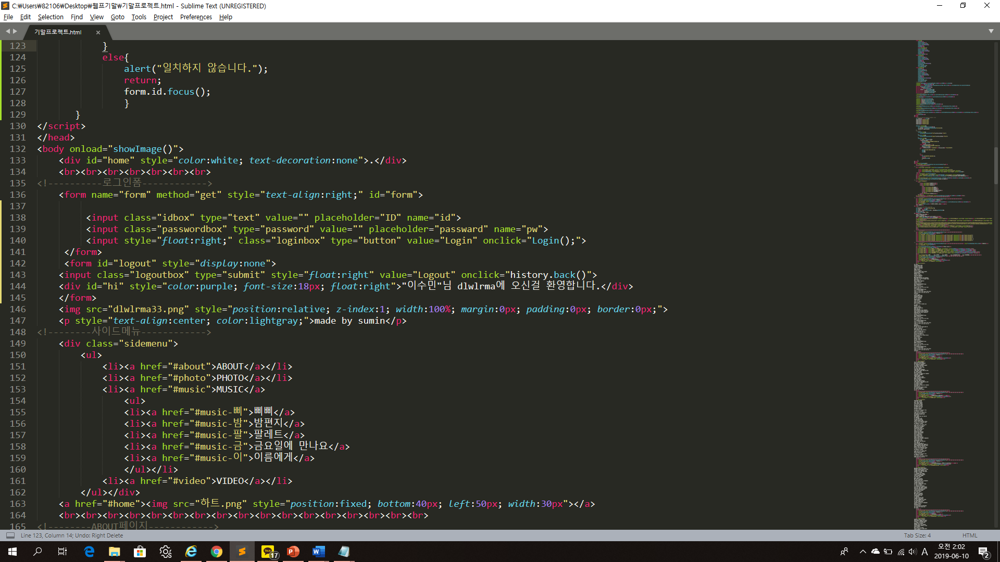 C:₩Users₩82106₩Desktop₩웹프기말₩기말프로젝트.html - Sublime Text (UNREGISTERED)
File Edit Selection Find View Goto Tools Project Preferences Help
기말프로젝트.html ×
123 }
124 else{
125 alert("일치하지 않습니다.");
126 return;
127 form.id.focus();
128 }
129 }
130 </script>
131 </head>
132 <body onload="showImage()">
133 <div id="home" style="color:white; text-decoration:none">.</div>
134 <br><br><br><br><br><br><br>
135 <!----------로그인폼------------>
136 <form name="form" method="get" style="text-align:right;" id="form">
137
138 <input class="idbox" type="text" value="" placeholder="ID" name="id">
139 <input class="passwordbox" type="password" value="" placeholder="passward" name="pw">
140 <input style="float:right;" class="loginbox" type="button" value="Login" onclick="Login();">
141 </form>
142 <form id="logout" style="display:none">
143 <input class="logoutbox" type="submit" style="float:right" value="Logout" onclick="history.back()">
144 <div id="hi" style="color:purple; font-size:18px; float:right">"이수민"님 dlwlrma에 오신걸 환영합니다.</div>
145 </form>
146 <img src="dlwlrma33.png" style="position:relative; z-index:1; width:100%; margin:0px; padding:0px; border:0px;">
147 <p style="text-align:center; color:lightgray;">made by sumin</p>
148 <!--------사이드메뉴------------>
149 <div class="sidemenu">
150 <ul>
151 <li><a href="#about">ABOUT</a></li>
152 <li><a href="#photo">PHOTO</a></li>
153 <li><a href="#music">MUSIC</a>
154 <ul>
155 <li><a href="#music-삐">삐삐</a>
156 <li><a href="#music-밤">밤편지</a>
157 <li><a href="#music-팔">팔레트</a>
158 <li><a href="#music-금">금요일에 만나요</a>
159 <li><a href="#music-이">이름에게</a>
160 </ul></li>
161 <li><a href="#video">VIDEO</a></li>
162 </ul></div>
163 <a href="#home"><img src="하트.png" style="position:fixed; bottom:40px; left:50px; width:30px"></a>
164 <br><br><br><br><br><br><br><br><br><br><br><br><br><br><br><br><br>
165 <!--------ABOUT페이지------------>
Line 123, Column 14; Undo: Right Delete Tab Size: 4 HTML
TALK 17 A 오전 2:02
2019-06-10 2